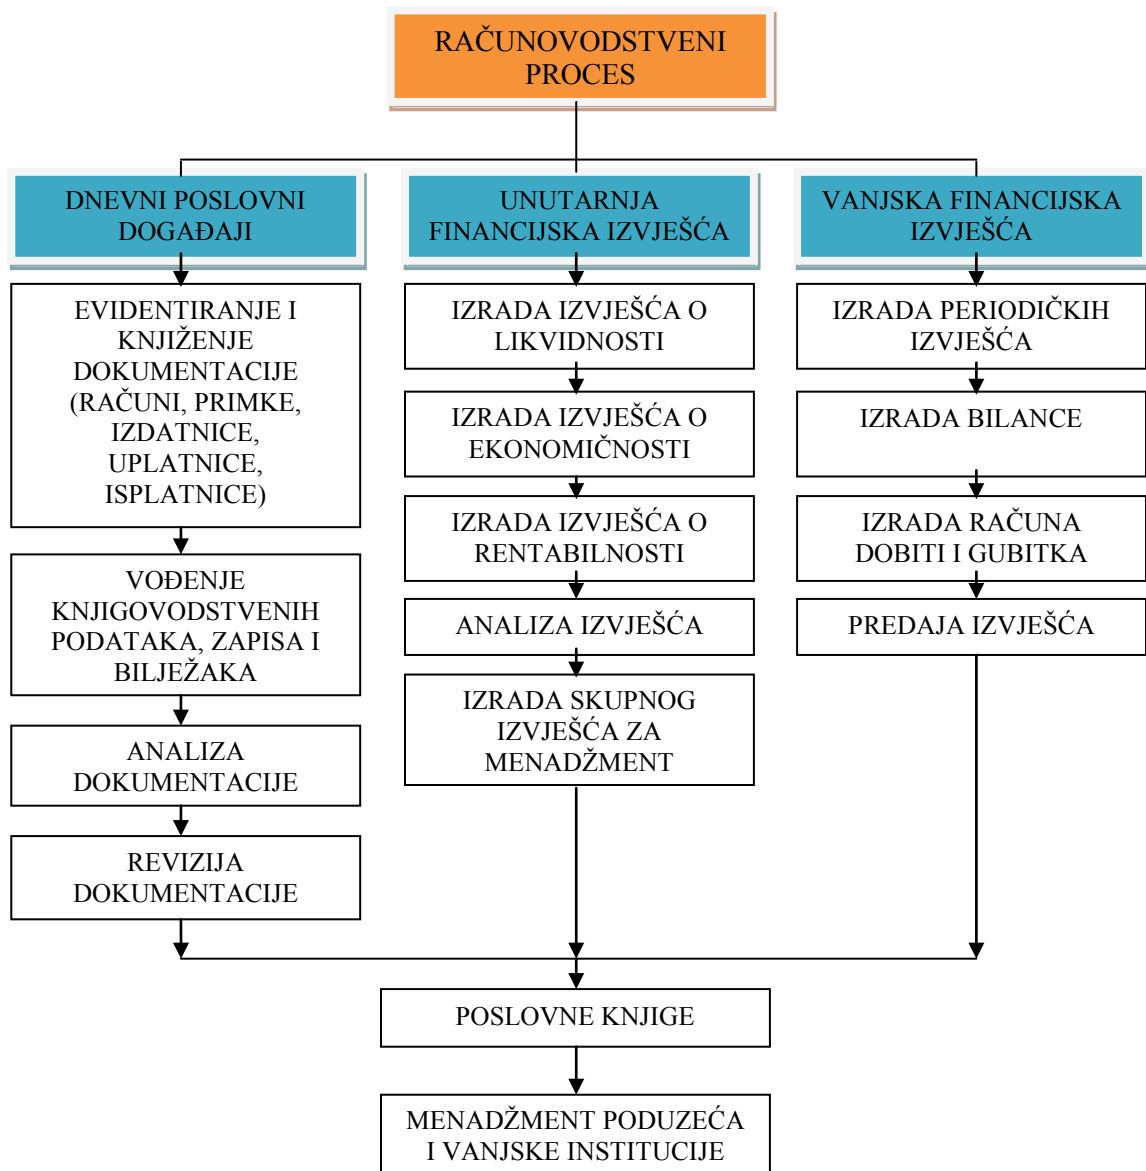 RAČUNOVODSTVENI
PROCES
DNEVNI POSLOVNI
DOGAĐAJI
EVIDENTIRANJE I
KNJIŽENJE
DOKUMENTACIJE
(RAČUNI, PRIMKE,
IZDATNICE,
UPLATNICE,
ISPLATNICE)
VOĐENJE
KNJIGOVODSTVENIH
PODATAKA, ZAPISA I
BILJEŽAKA
ANALIZA
DOKUMENTACIJE
REVIZIJA
DOKUMENTACIJE
UNUTARNJA
FINANCIJSKA IZVJEŠĆA
IZRADA IZVJEŠĆA O
LIKVIDNOSTI
IZRADA IZVJEŠĆA O
EKONOMIČNOSTI
IZRADA IZVJEŠĆA O
RENTABILNOSTI
ANALIZA IZVJEŠĆA
IZRADA SKUPNOG
IZVJEŠĆA ZA
MENADŽMENT
VANJSKA FINANCIJSKA
IZVJEŠĆA
IZRADA PERIODIČKIH
IZVJEŠĆA
IZRADA BILANCE
IZRADA RAČUNA
DOBITI I GUBITKA
PREDAJA IZVJEŠĆA
POSLOVNE KNJIGE
MENADŽMENT PODUZEĆA
I VANJSKE INSTITUCIJE